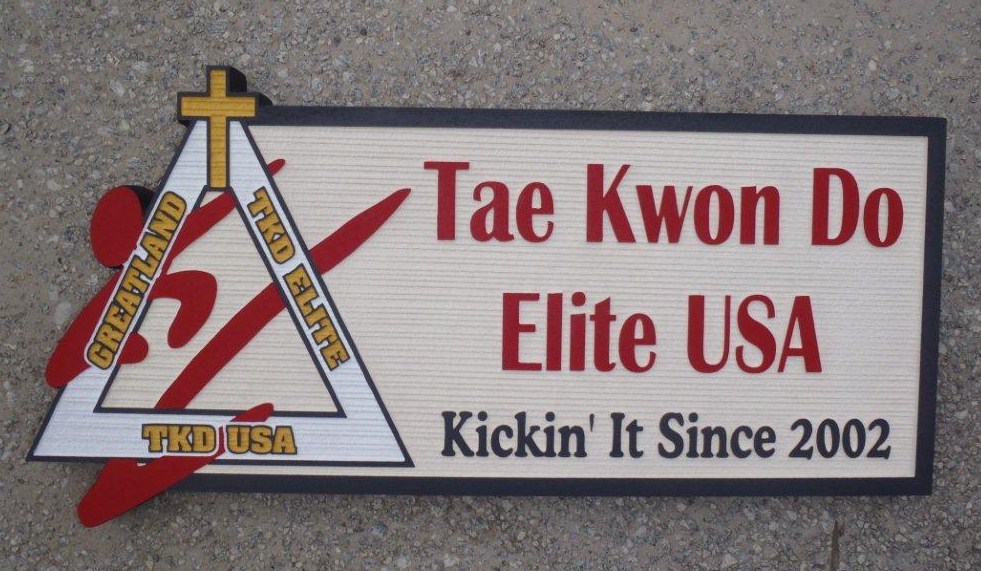 GREATLAND
TKD ELITE
TKD USA
Tae Kwon Do
Elite USA
Kickin' It Since 2002